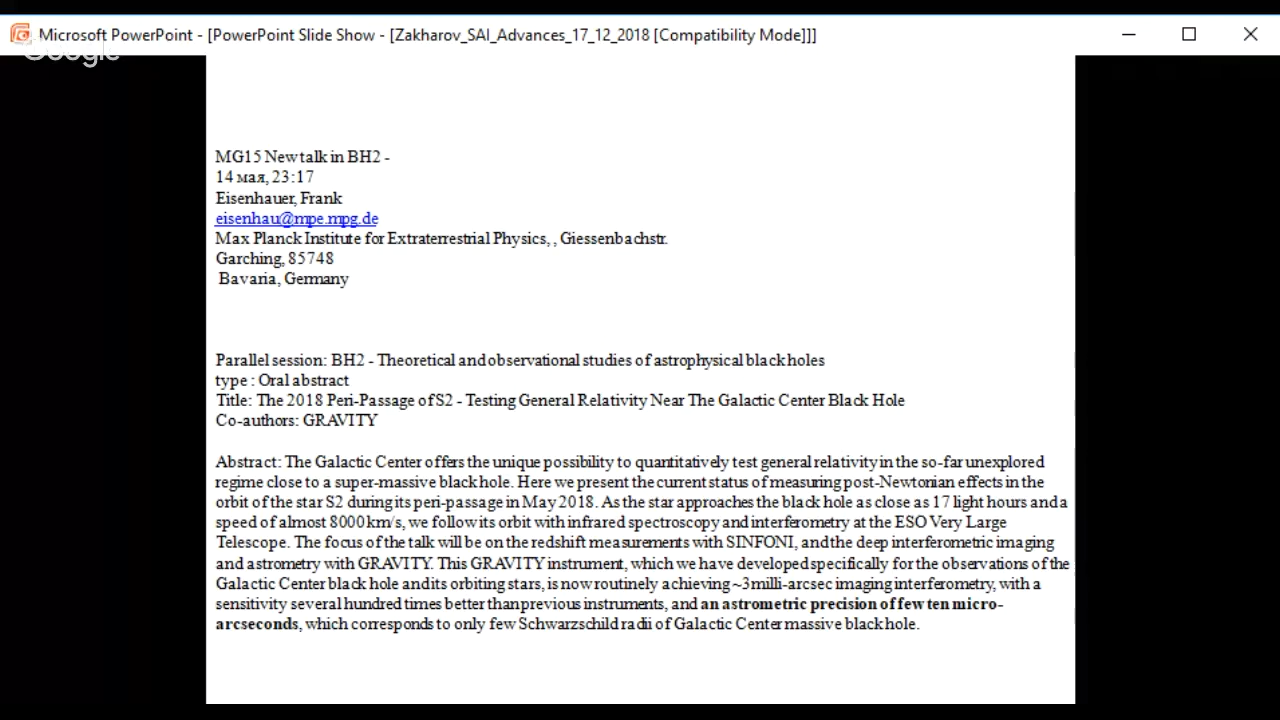 Microsoft PowerPoint - [PowerPoint Slide Show - [Zakharov_SAI_Advances_17_12_2018 [Compatibility Mode]]]
Google
MG15 New talk in BH2 -
14 мая, 23:17
Eisenhauer, Frank
eisenhau@mpe.mpg.de
Max Planck Institute for Extraterrestrial Physics, , Giessenbachstr.
Garching, 85748
Bavaria, Germany
Parallel session: BH2 - Theoretical and observational studies of astrophysical black holes
type : Oral abstract
Title: The 2018 Peri-Passage of S2 - Testing General Relativity Near The Galactic Center Black Hole
Co-authors: GRAVITY
Abstract: The Galactic Center offers the unique possibility to quantitatively test general relativity in the so-far unexplored
regime close to a super-massive black hole. Here we present the current status of measuring post-Newtonian effects in the
orbit of the star S2 during its peri-passage in May 2018. As the star approaches the black hole as close as 17 light hours and a
speed of almost 8000 km/s, we follow its orbit with infrared spectroscopy and interferometry at the ESO Very Large
Telescope. The focus of the talk will be on the redshift measurements with SINFONI, and the deep interferometric imaging
and astrometry with GRAVITY. This GRAVITY instrument, which we have developed specifically for the observations of the
Galactic Center black hole and its orbiting stars, is now routinely achieving ~3 milli-arcsec imaging interferometry, with a
sensitivity several hundred times better than previous instruments, and an astrometric precision of few ten micro-
arcseconds, which corresponds to only few Schwarzschild radii of Galactic Center massive black hole.